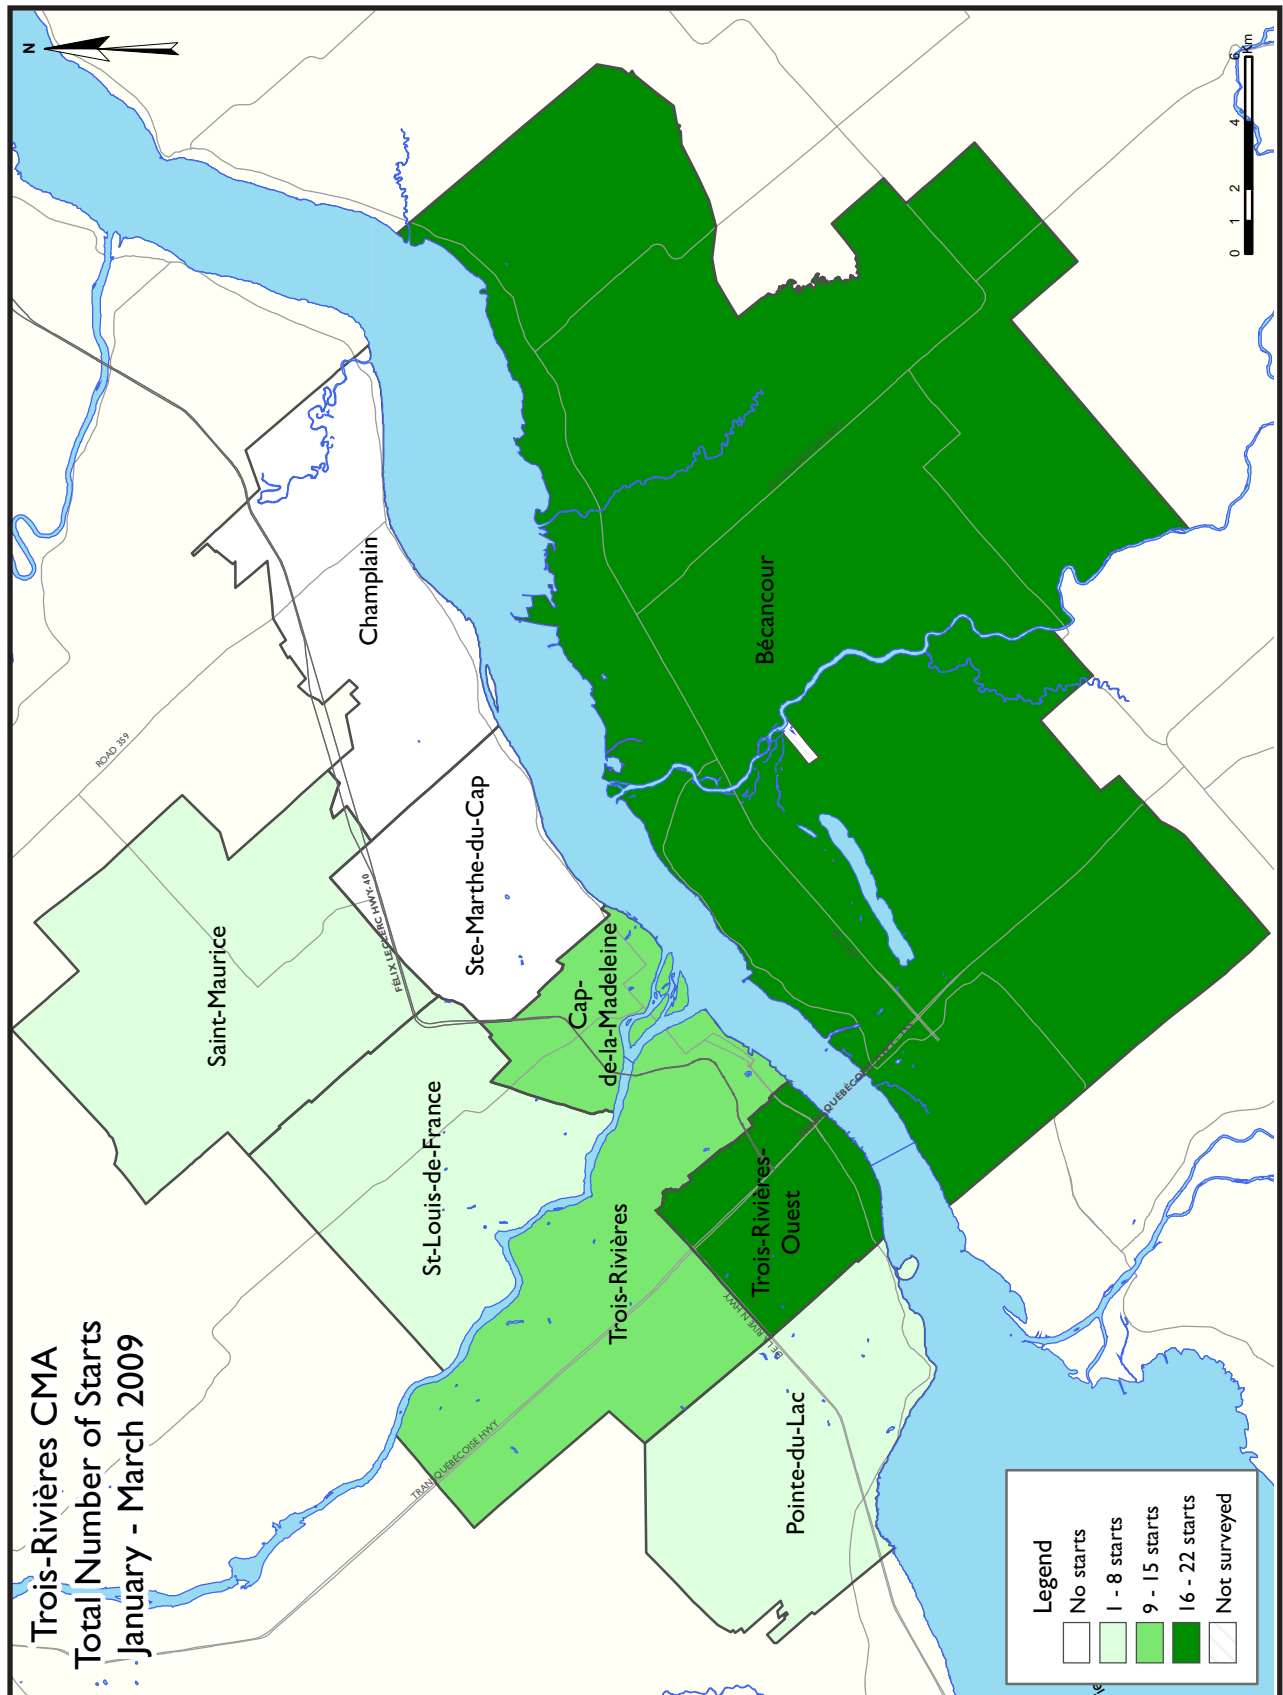 Trois-Rivières CMA
Total Number of Starts
January - March 2009
N
ROAD 359
Saint-Maurice
Champlain
FÉLIX LECLERC HWY-40
Ste-Marthe-du-Cap
St-Louis-de-France
Cap-
de-la-Madeleine
Trois-Rivières
TRANSQUÉBÉCOISE HWY
Trois-Rivières-
Ouest
Bécancour
Pointe-du-Lac
Legend
No starts
1 - 8 starts
9 - 15 starts
16 - 22 starts
Not surveyed
0 1 2 4 6
Km